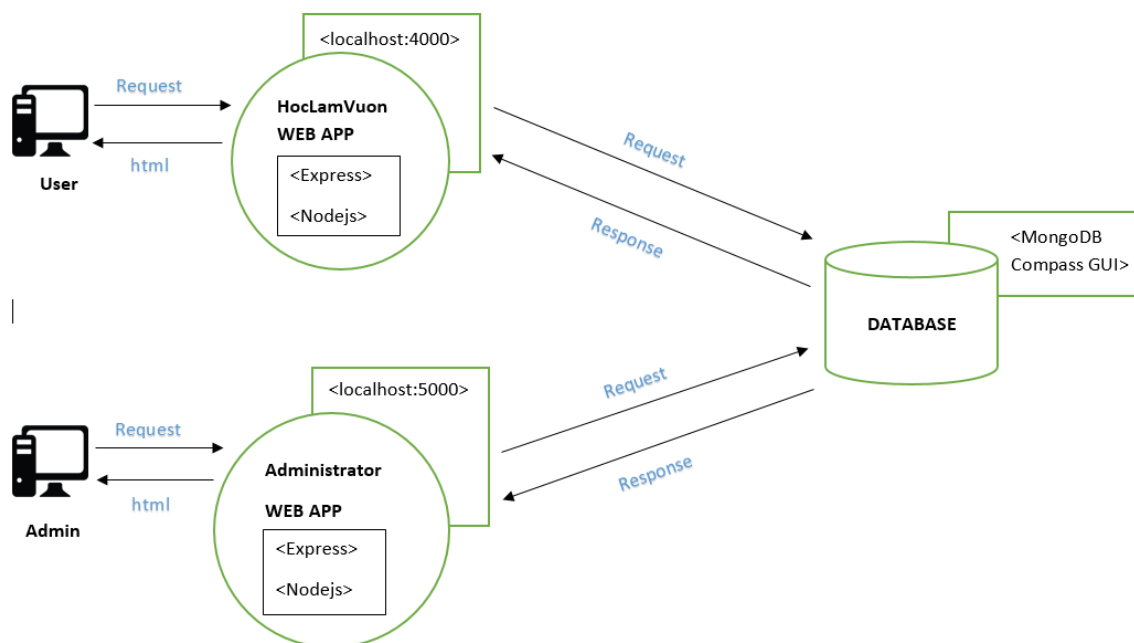 <localhost:4000>
Request
HocLamVuon
WEB APP
html
<Express>
<Nodejs>
User
Request
Response
<MongoDB
Compass GUI>
DATABASE
<localhost:5000>
Request
Request
Administrator
Response
html
WEB APP
Admin
<Express>
<Nodejs>